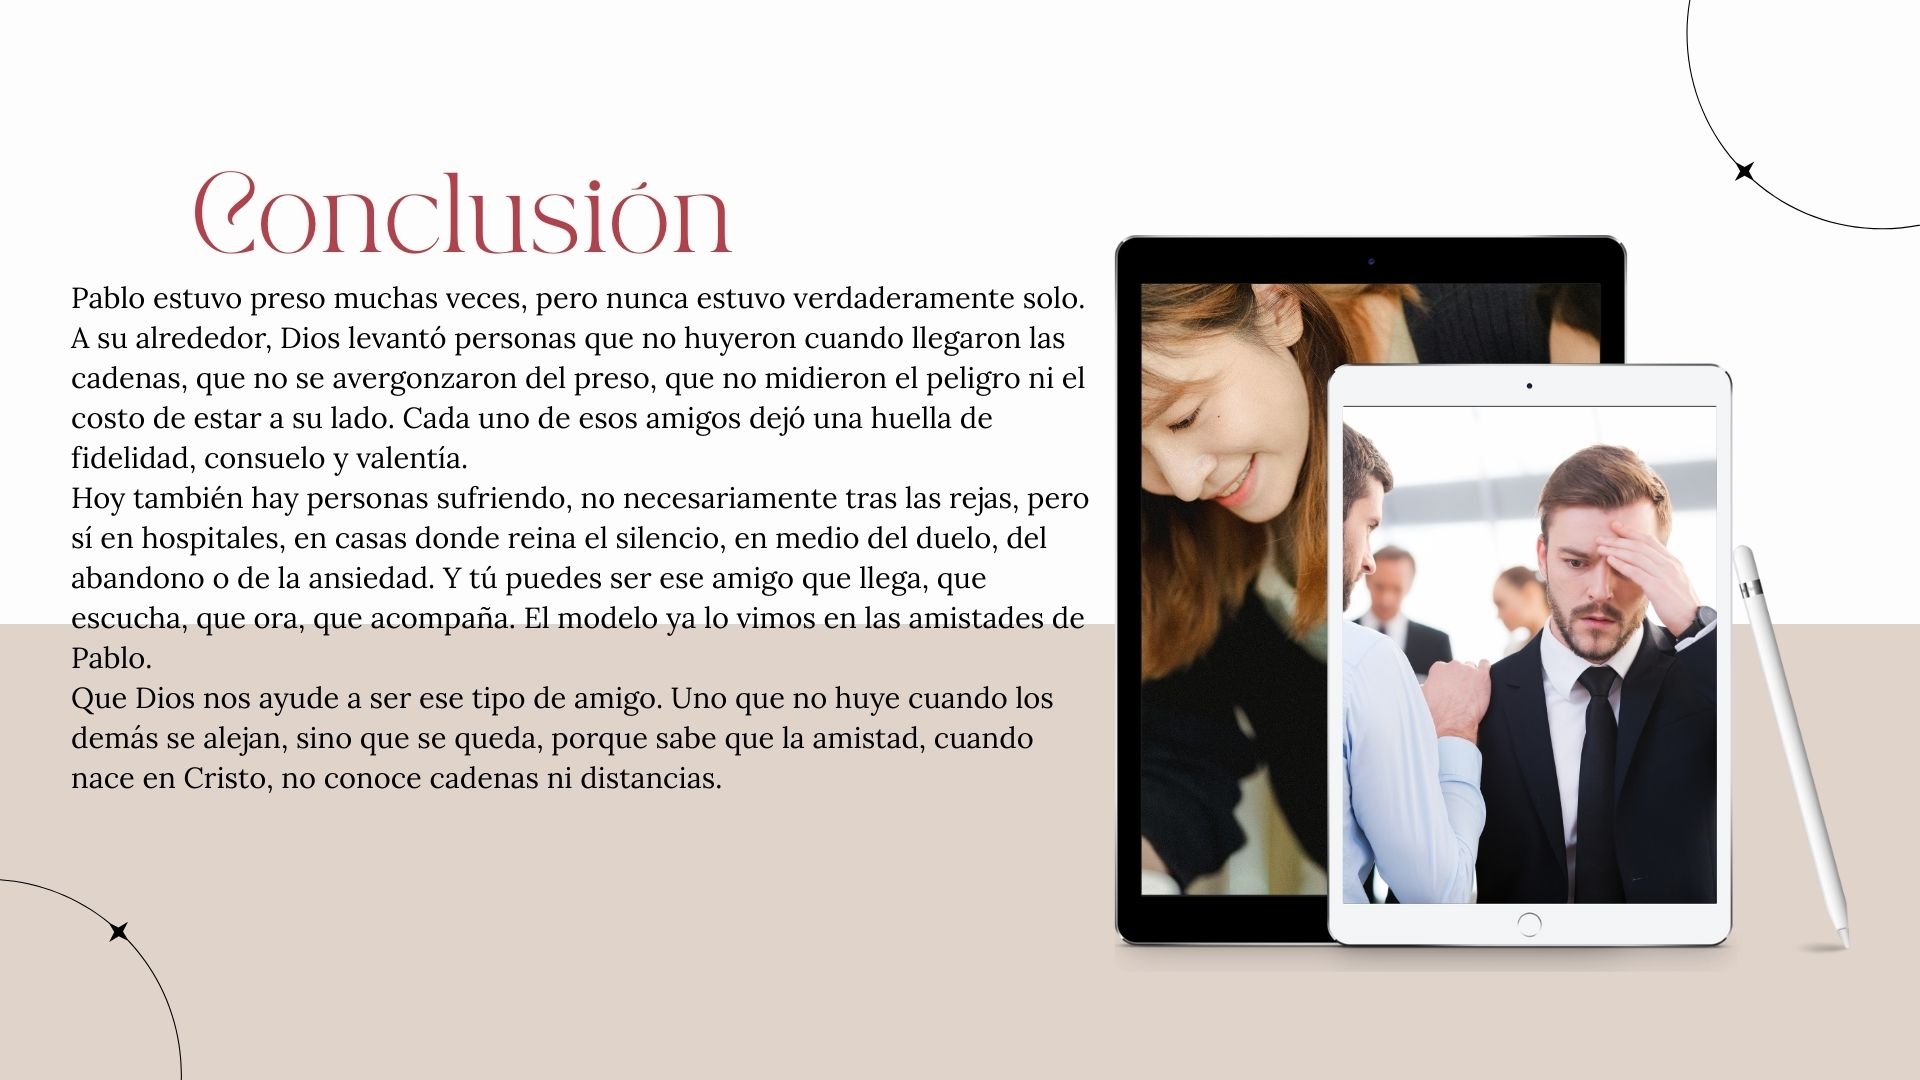 Conclusión
Pablo estuvo preso muchas veces, pero nunca estuvo verdaderamente solo.
A su alrededor, Dios levantó personas que no huyeron cuando llegaron las
cadenas, que no se avergonzaron del preso, que no midieron el peligro ni el
costo de estar a su lado. Cada uno de esos amigos dejó una huella de
fidelidad, consuelo y valentía.
Hoy también hay personas sufriendo, no necesariamente tras las rejas, pero
sí en hospitales, en casas donde reina el silencio, en medio del duelo, del
abandono o de la ansiedad. Y tú puedes ser ese amigo que llega, que
escucha, que ora, que acompaña. El modelo ya lo vimos en las amistades de
Pablo.
Que Dios nos ayude a ser ese tipo de amigo. Uno que no huye cuando los
demás se alejan, sino que se queda, porque sabe que la amistad, cuando
nace en Cristo, no conoce cadenas ni distancias.